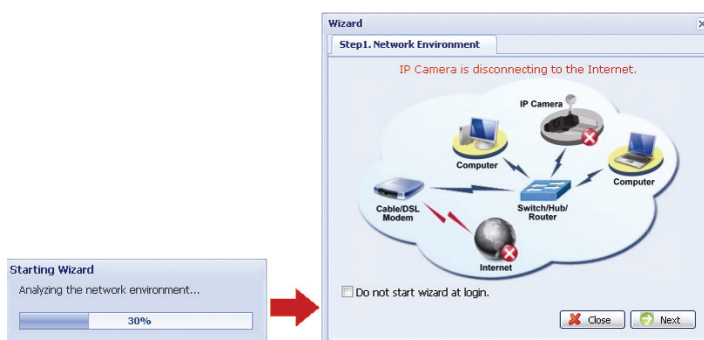 Starting Wizard
Analyzing the network environment...
30%
Wizard
Step1. Network Environment
IP Camera is disconnecting to the Internet.
IP Camera
Computer
Computer
Cable/DSL
Modem
Switch/Hub/
Router
Internet
Do not start wizard at login.
Close
Next